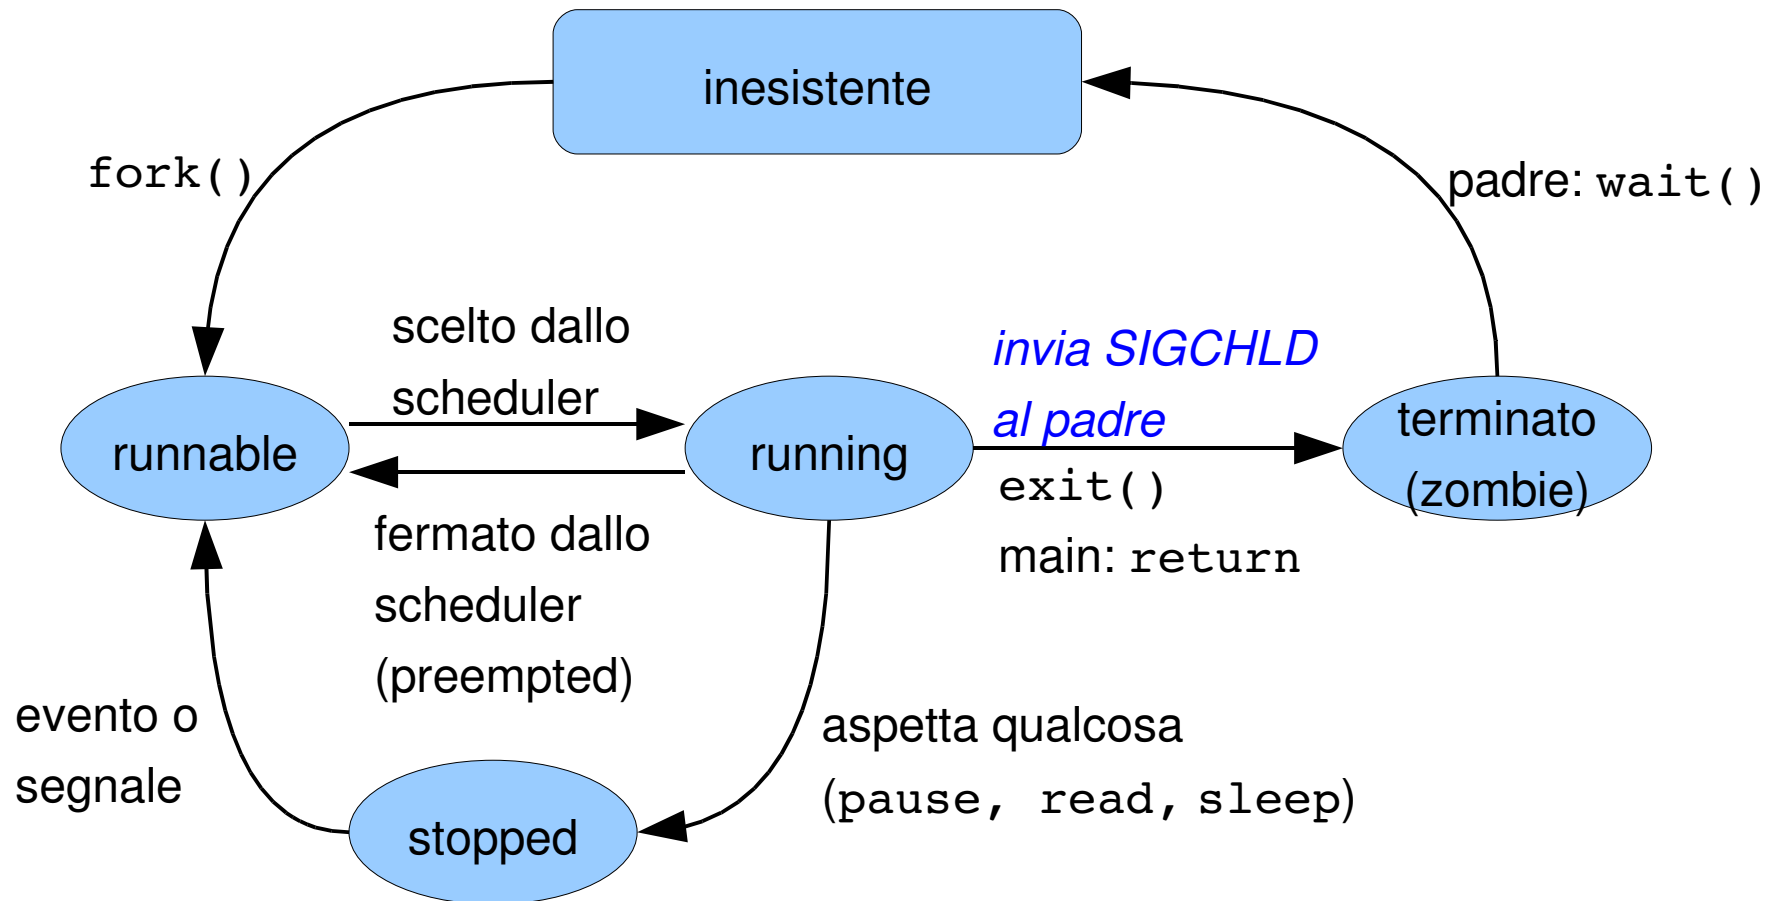 inesistente
fork()
padre: wait()
scelto dallo
scheduler
invia SIGCHLD
al padre
runnable
running
terminato
(zombie)
exit()
main: return
fermato dallo
scheduler
(preempted)
evento o
segnale
aspetta qualcosa
(pause, read, sleep)
stopped